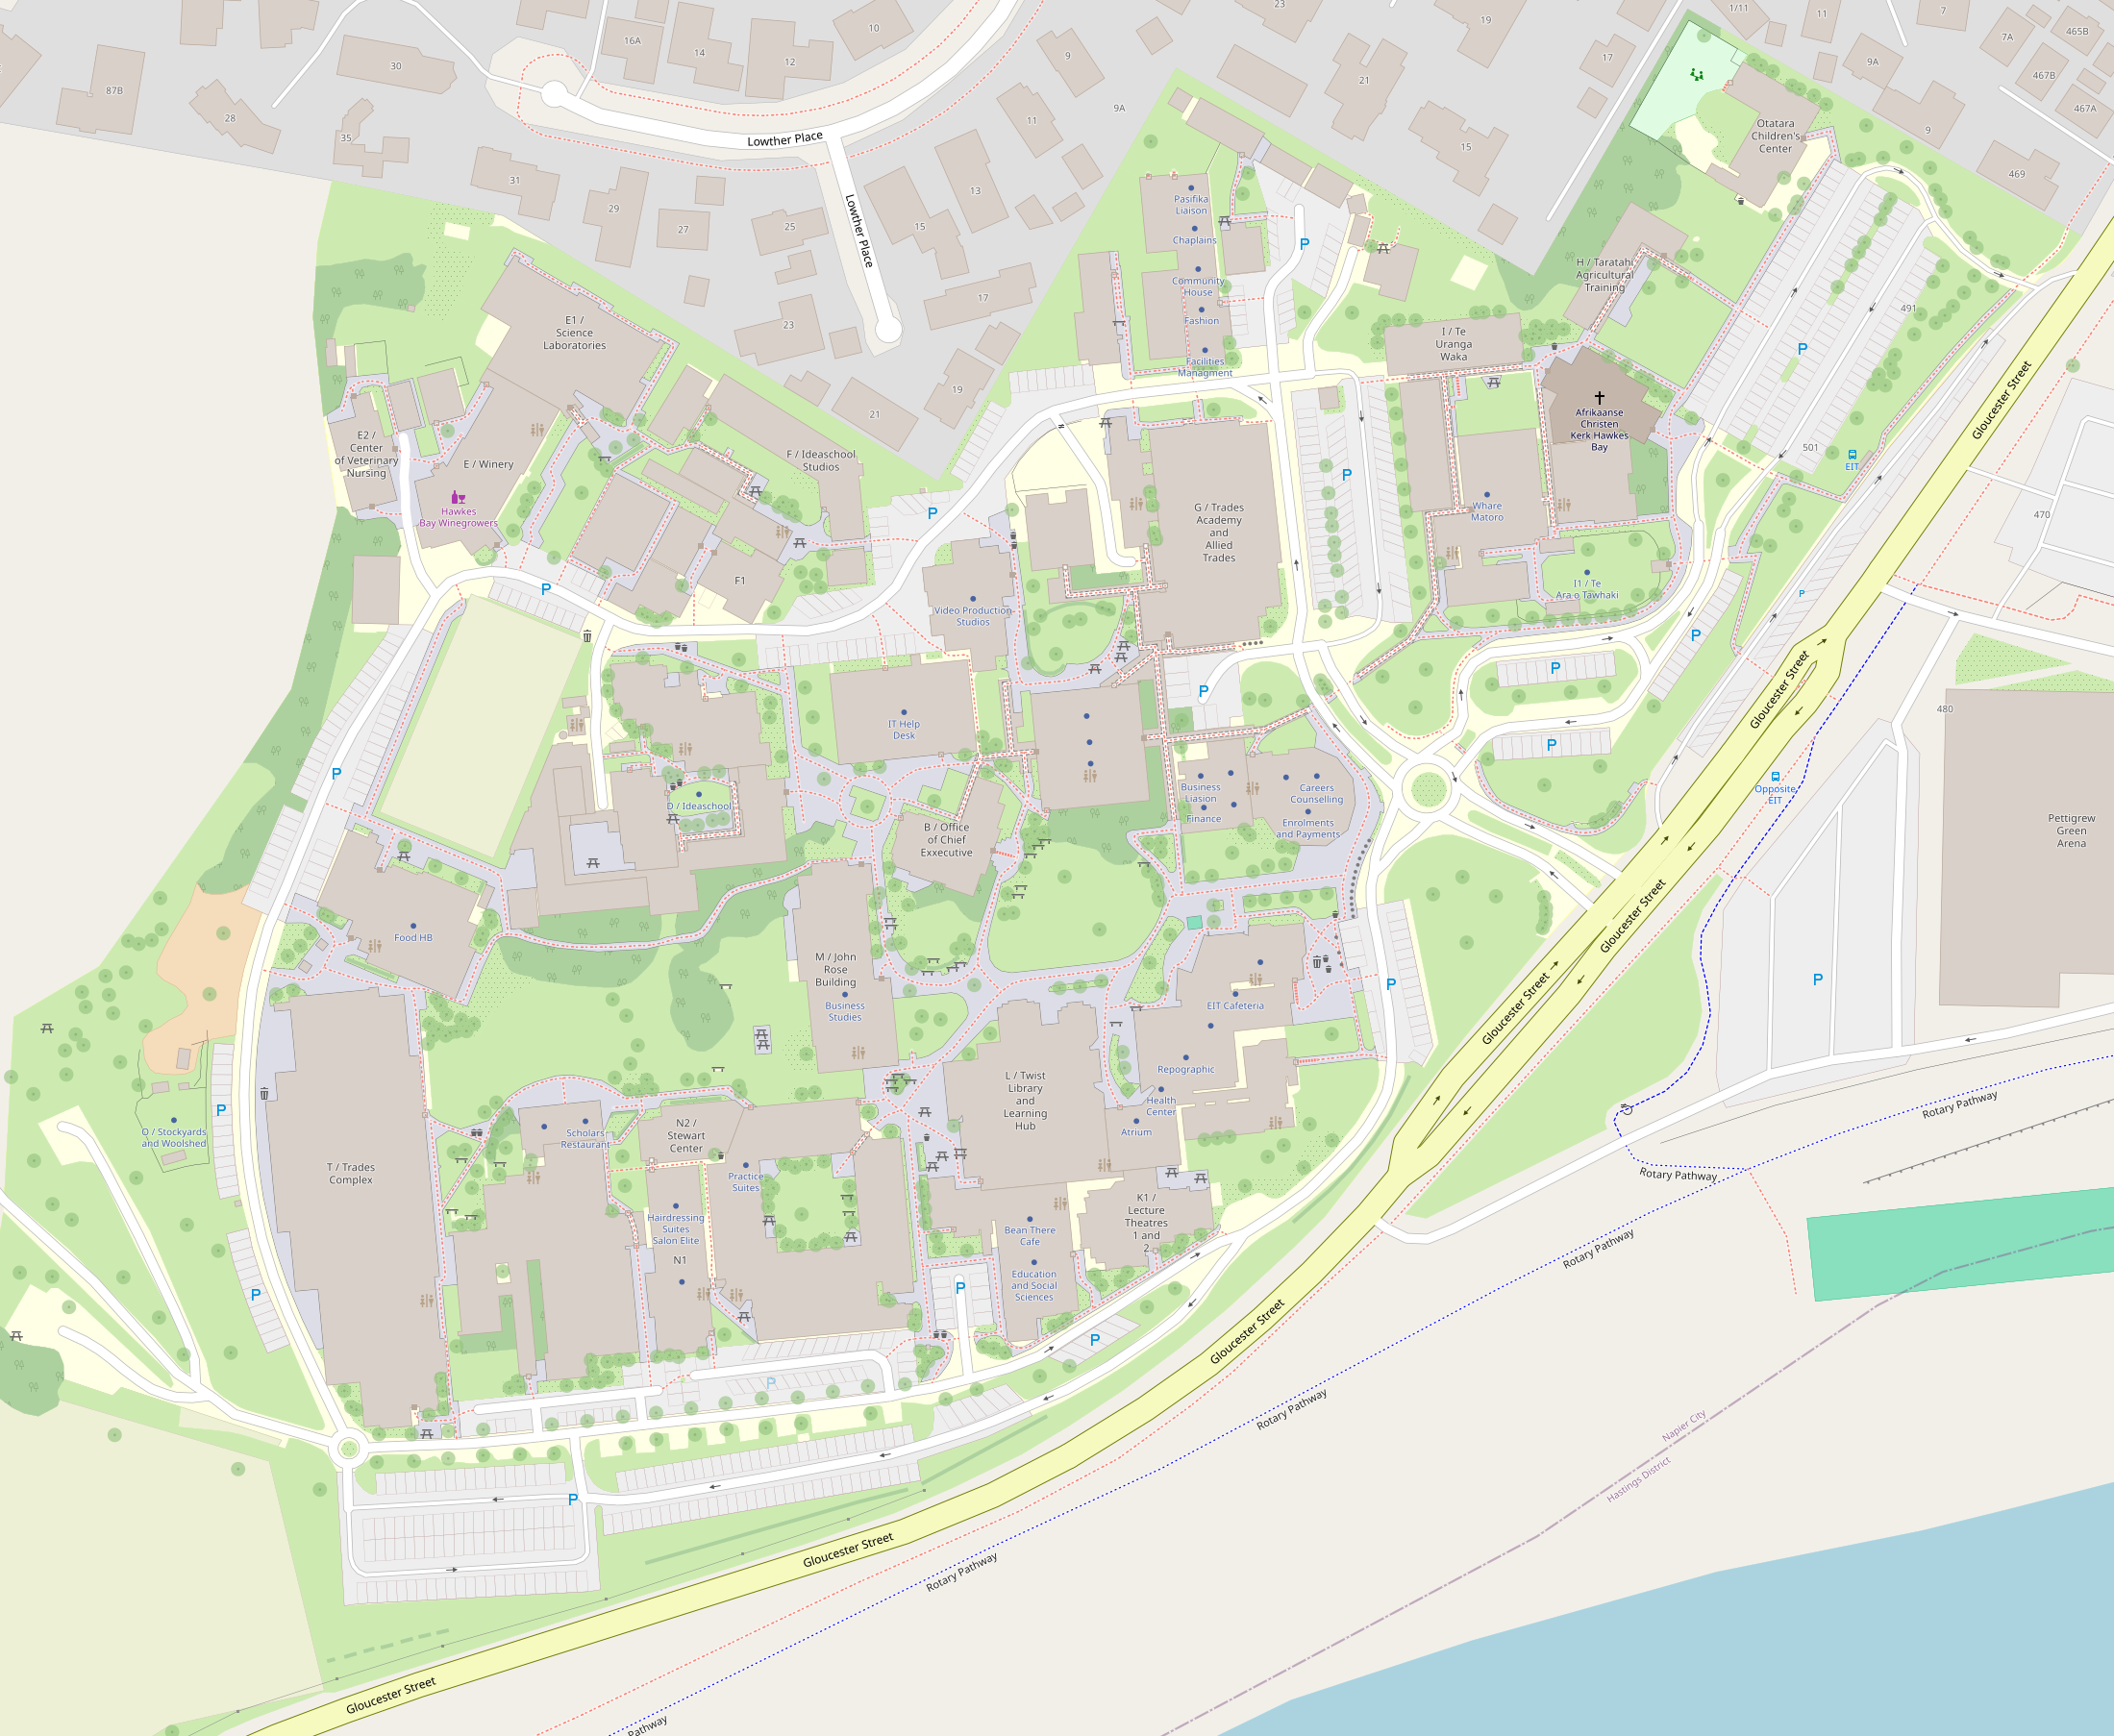 16A
14
12
10
9
23
19
17
1/11
11
7
7A
465B
9A
467B
467A
87B
30
28
35
Lowther Place
9A
11
21
15
Otatara
Children's
Center
9
469
31
29
27
25
Lowther Place
15
13
Pasifika
Liaison
Chaplains
Community
House
Fashion
Facilities
Managment
P
H / Taratahi
Agricultural
Training
491
P
17
23
E1 /
Science
Laboratories
19
21
I / Te
Uranga
Waka
Afrikaanse
Christen
Kerk Hawkes
Bay
501
EIT
Gloucester Street
E2 /
Center
of Veterinary
Nursing
E / Winery
Hawkes
Bay Winegrowers
F / Ideaschool
Studios
P
P
G / Trades
Academy
and
Allied
Trades
Whare
Matoro
470
F1
P
Video Production
Studios
I1 / Te
Ara o Tawhaki
P
P
P
P
IT Help
Desk
Gloucester Street
480
P
P
D / Ideaschool
Business
Liasion
Finance
Careers
Counselling
Enrolments
and Payments
Opposite
EIT
B / Office
of Chief
Exxecutive
Pettigrew
Green
Arena
Food HB
Gloucester Street
M / John
Rose
Building
Business
Studies
EIT Cafeteria
P
P
Gloucester Street
Repographic
L / Twist
Library
and
Learning
Hub
Health
Center
Atrium
P
O / Stockyards
and Woolshed
Scholars
Restaurant
N2 /
Stewart
Center
Rotary Pathway
Rotary Pathway
T / Trades
Complex
Practice
Suites
Hairdressing
Suites
Salon Elite
N1
K1 /
Lecture
Theatres
1 and
2
Bean There
Cafe
Education
and Social
Sciences
Rotary Pathway
P
P
P
Gloucester Street
P
Rotary Pathway
Napier City
Hastings District
P
Gloucester Street
Rotary Pathway
Gloucester Street
Pathway